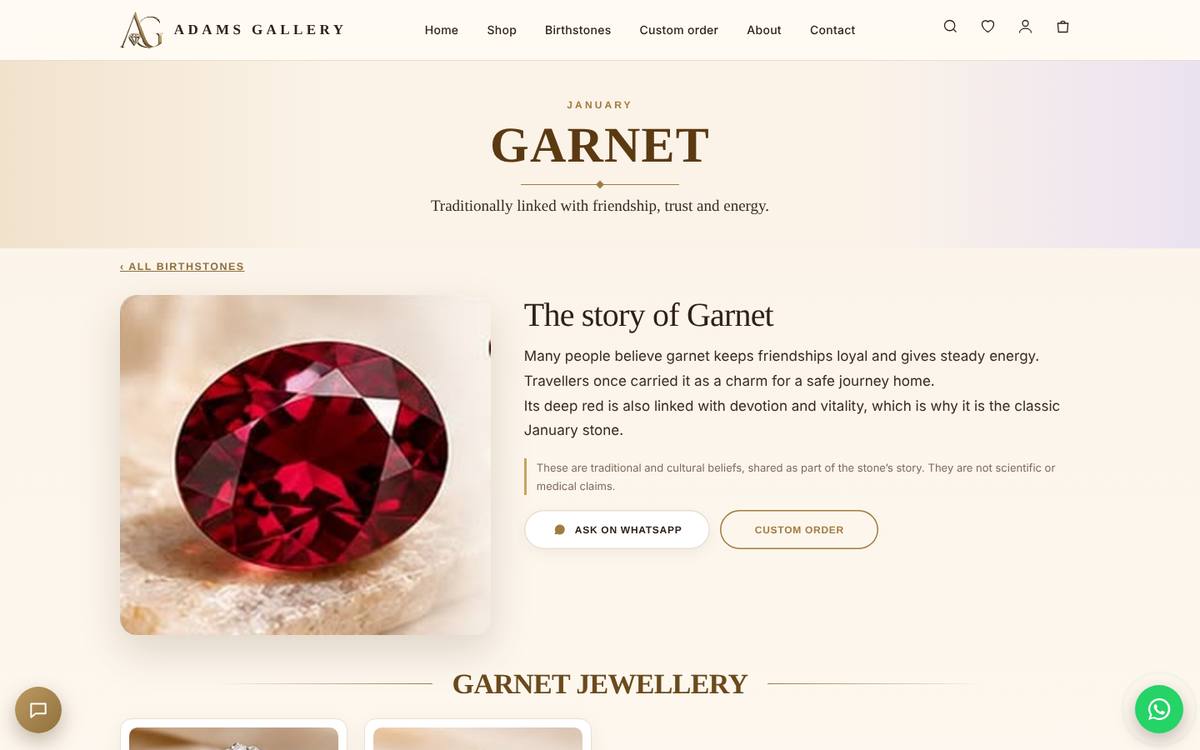 AG ADAMS GALLERY
Home Shop Birthstones Custom order About Contact
JANUARY
GARNET
Traditionally linked with friendship, trust and energy.
‹ ALL BIRTHSTONES
The story of Garnet
Many people believe garnet keeps friendships loyal and gives steady energy.
Travellers once carried it as a charm for a safe journey home.
Its deep red is also linked with devotion and vitality, which is why it is the classic
January stone.
These are traditional and cultural beliefs, shared as part of the stone's story. They are not scientific or
medical claims.
ASK ON WHATSAPP CUSTOM ORDER
GARNET JEWELLERY